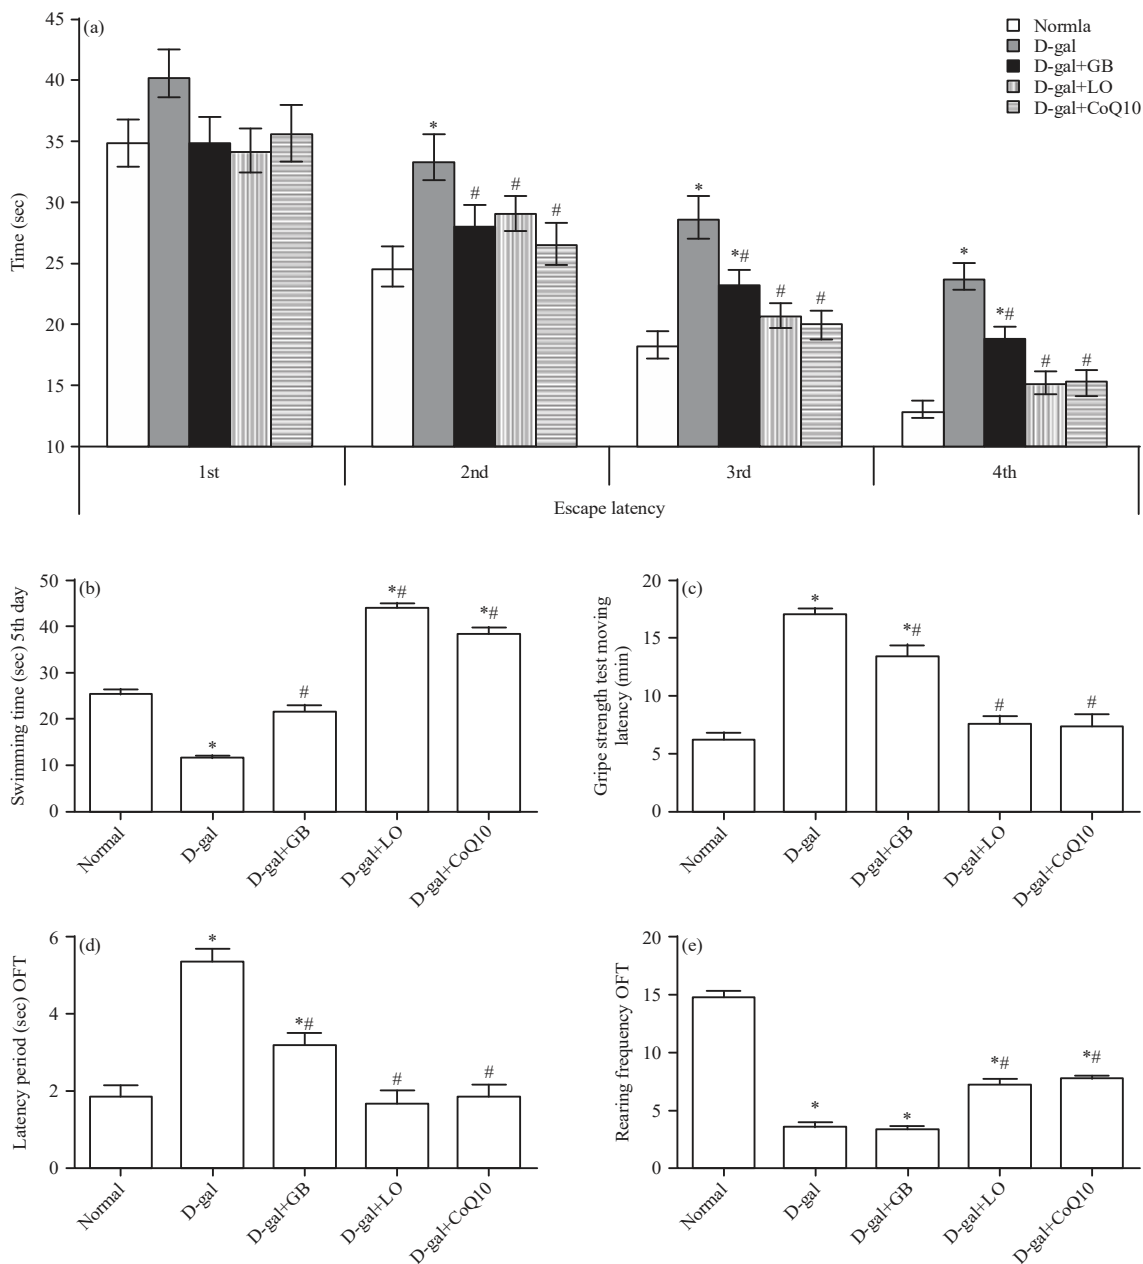 (a)
Normla
D-gal
D-gal+GB
D-gal+LO
D-gal+CoQ10
Time (sec)
45
40
35
30
25
20
15
10
*
#
#
#
*
*#
#
#
*
*#
#
#
1st 2nd 3rd 4th
Escape latency
(b)
Swimming time (sec) 5th day
50
40
30
20
10
0
*
#
*#
*#
Normal
D-gal
D-gal+GB
D-gal+LO
D-gal+CoQ10
(c)
Gripe strength test moving
latency (min)
20
15
10
5
0
*
*#
#
#
Normal
D-gal
D-gal+GB
D-gal+LO
D-gal+CoQ10
(d)
Latency period (sec) OFT
6
4
2
0
*
*#
#
#
Normal
D-gal
D-gal+GB
D-gal+LO
D-gal+CoQ10
(e)
Rearing frequency OFT
20
15
10
5
0
*
*
*#
*#
Normal
D-gal
D-gal+GB
D-gal+LO
D-gal+CoQ10